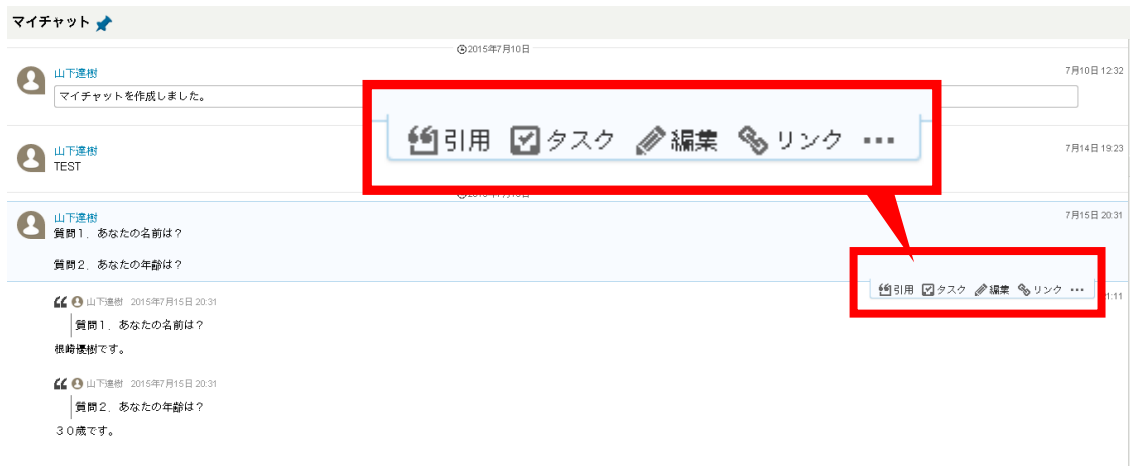 マイチャット
2015年7月10日
山下達樹
7月10日 12:32
マイチャットを作成しました。
引用 タスク 編集 リンク
山下達樹
7月14日 19:23
TEST
山下達樹
7月15日 20:31
質問1．あなたの名前は？
質問2．あなたの年齢は？
引用 タスク 編集 リンク
1:11
山下達樹 2015年7月15日 20:31
質問1．あなたの名前は？
根崎優樹です。
山下達樹 2015年7月15日 20:31
質問2．あなたの年齢は？
３０歳です。